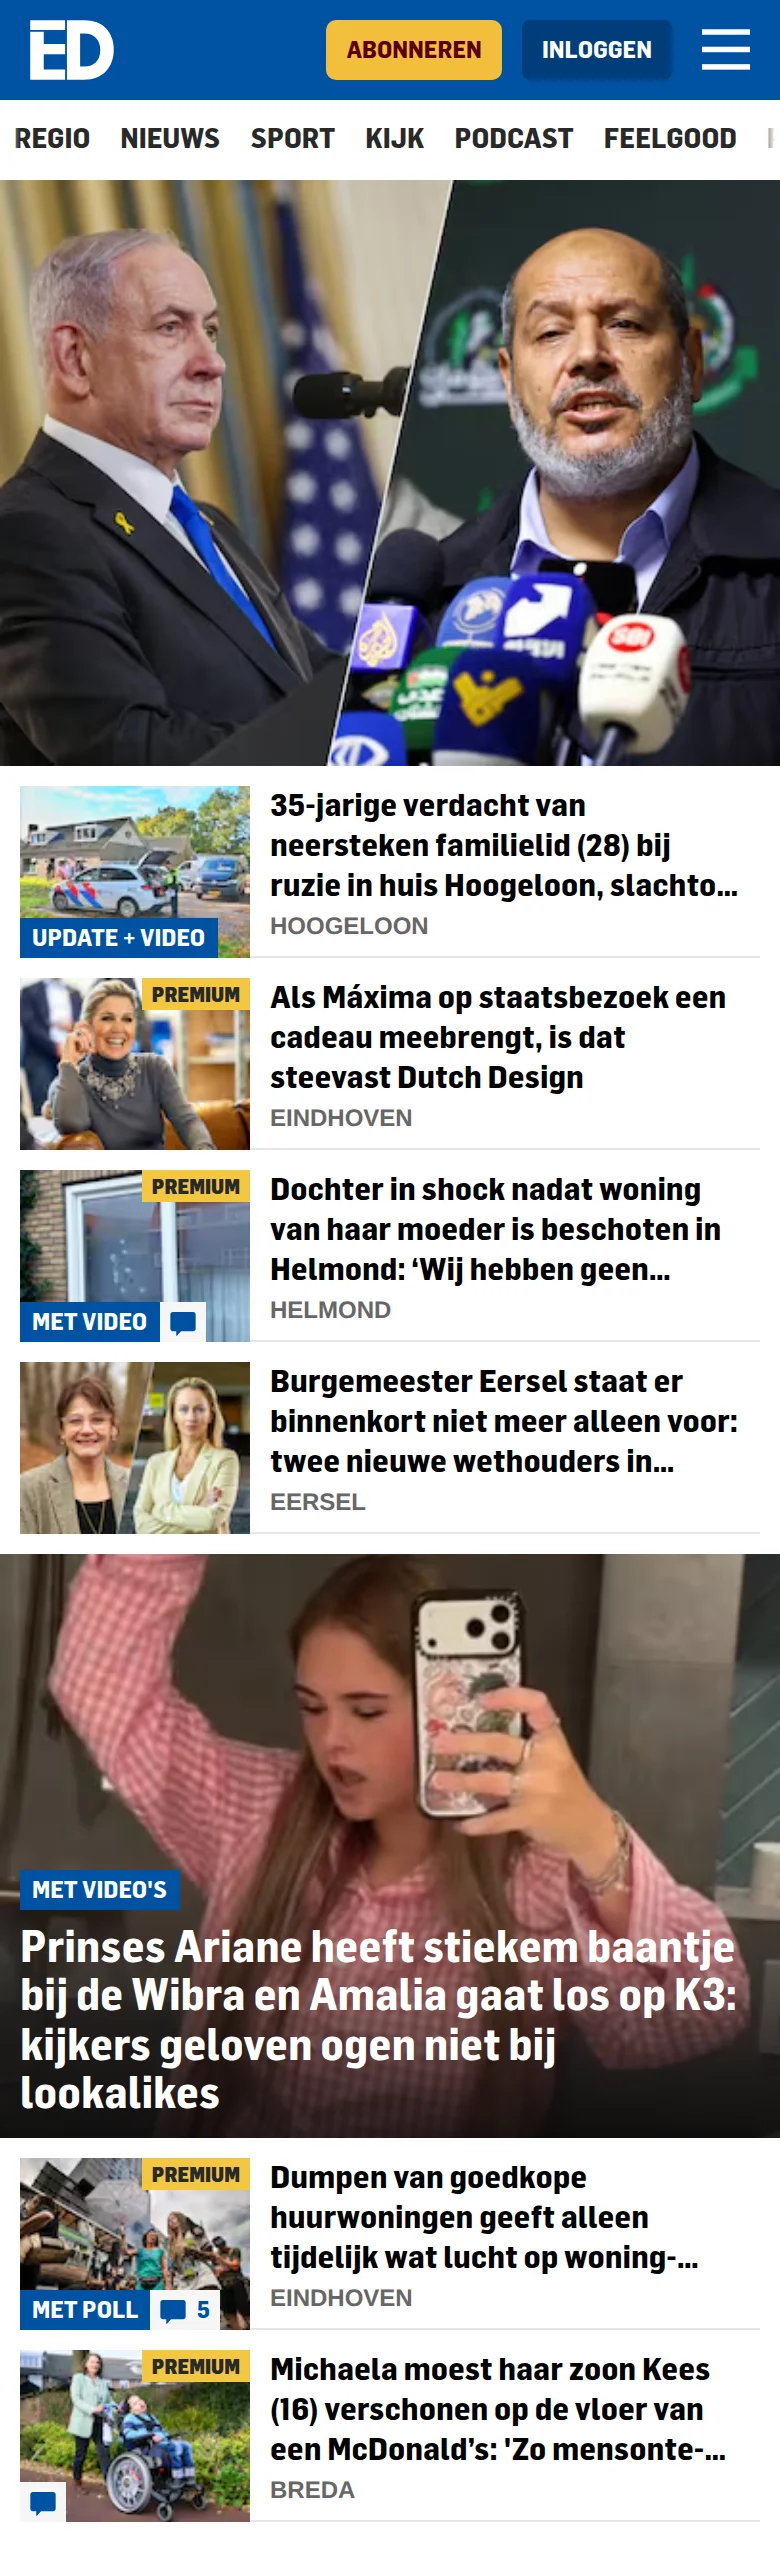 ED
ABONNEREN
INLOGGEN
REGIO NIEUWS SPORT KIJK PODCAST FEELGOOD
SBI
35-jarige verdacht van
neersteken familielid (28) bij
ruzie in huis Hoogeloon, slachto...
HOOGELOON
UPDATE + VIDEO
PREMIUM
Als Máxima op staatsbezoek een
cadeau meebrengt, is dat
steevast Dutch Design
EINDHOVEN
PREMIUM
MET VIDEO
Dochter in shock nadat woning
van haar moeder is beschoten in
Helmond: ‘Wij hebben geen...
HELMOND
Burgemeester Eersel staat er
binnenkort niet meer alleen voor:
twee nieuwe wethouders in...
EERSEL
MET VIDEO'S
Prinses Ariane heeft stiekem baantje
bij de Wibra en Amalia gaat los op K3:
kijkers geloven ogen niet bij
lookalikes
PREMIUM
MET POLL
5
Dumpen van goedkope
huurwoningen geeft alleen
tijdelijk wat lucht op woning-...
EINDHOVEN
PREMIUM
Michaela moest haar zoon Kees
(16) verschonen op de vloer van
een McDonald’s: 'Zo mensonte-...
BREDA